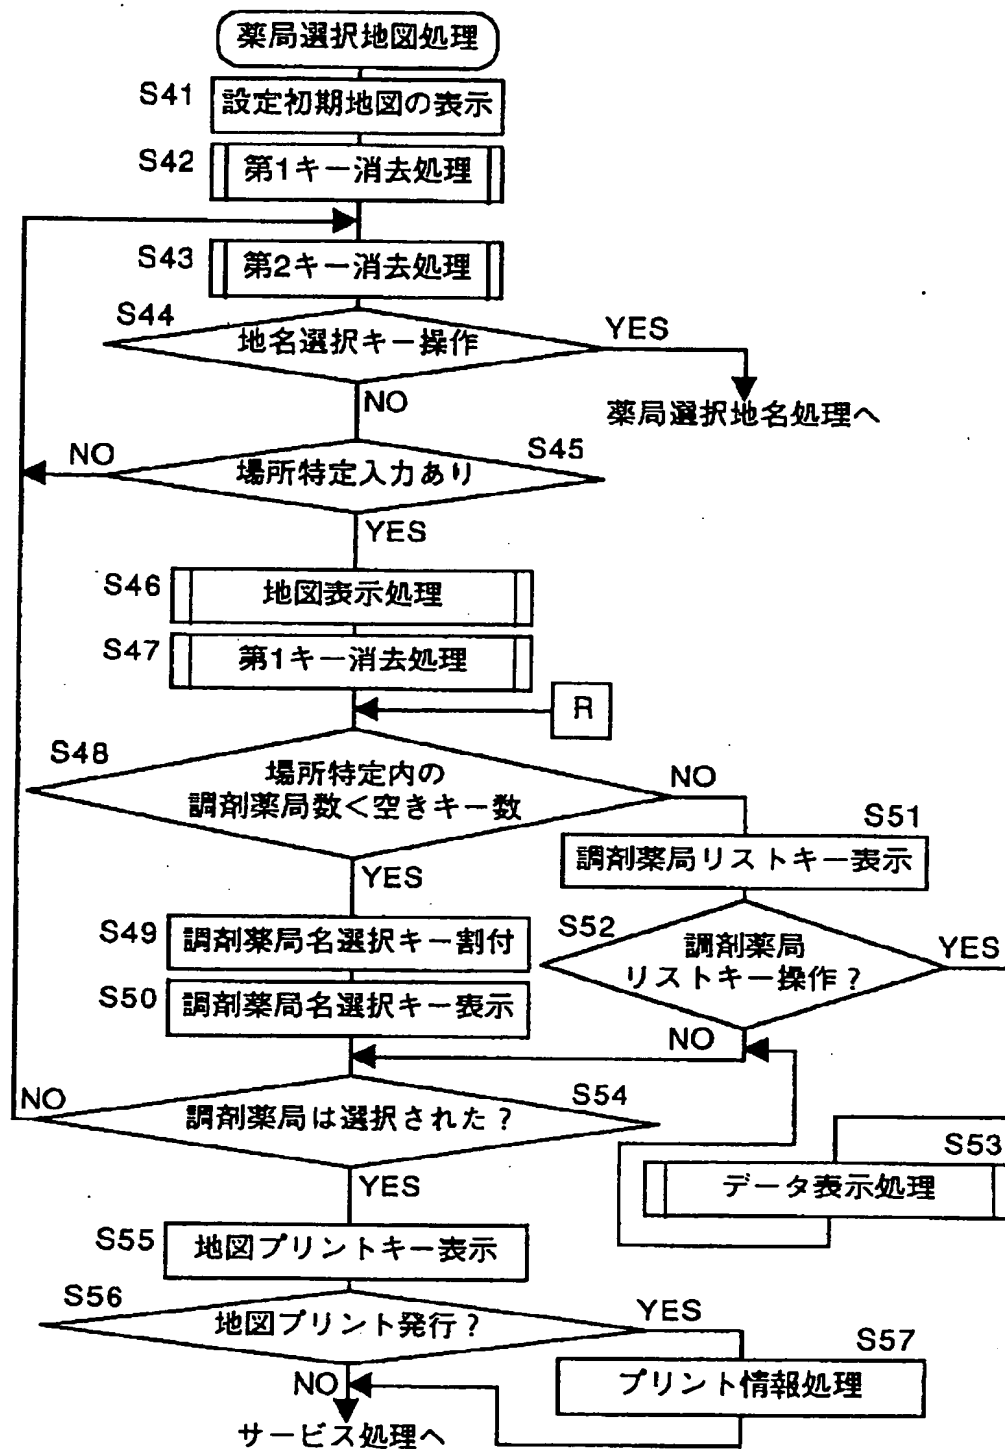 薬局選択地図処理
S41
設定初期地図の表示
S42
第1キー消去処理
S43
第2キー消去処理
S44
地名選択キー操作
YES
NO
薬局選択地名処理へ
S45
場所特定入力あり
NO
YES
S46
地図表示処理
S47
第1キー消去処理
R
S48
場所特定内の
調剤薬局数<空きキー数
NO
YES
S51
調剤薬局リストキー表示
S49
調剤薬局名選択キー割付
S52
調剤薬局
リストキー操作?
YES
NO
S50
調剤薬局名選択キー表示
S54
調剤薬局は選択された?
NO
YES
S53
データ表示処理
S55
地図プリントキー表示
S56
地図プリント発行?
YES
NO
S57
プリント情報処理
サービス処理へ